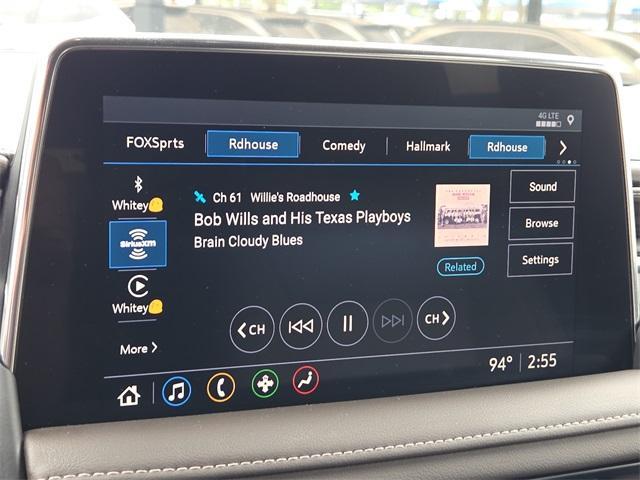 4G LTE
FOXSprts
Rdhouse
Comedy
Hallmark
Rdhouse
Whitey
SiriusXM
Whitey
More
Ch 61 Willie's Roadhouse
Bob Wills and His Texas Playboys
Brain Cloudy Blues
Related
Sound
Browse
Settings
CH
CH
94° 2:55